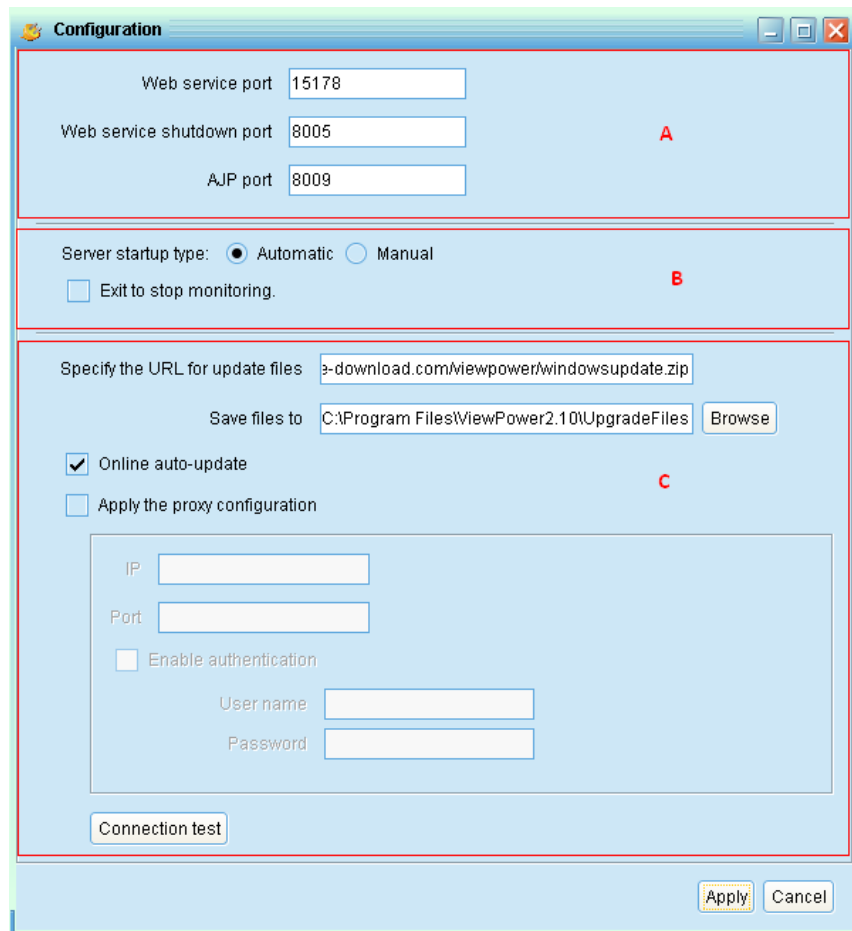 Configuration
Web service port 15178
Web service shutdown port 8005
A
AJP port 8009
Server startup type: Automatic Manual
B
Exit to stop monitoring.
Specify the URL for update files e-download.com/viewpower/windowsupdate.zip
Save files to C:\Program Files\ViewPower2.10\UpgradeFiles Browse
Online auto-update
C
Apply the proxy configuration
IP
Port
Enable authentication
User name
Password
Connection test
Apply Cancel